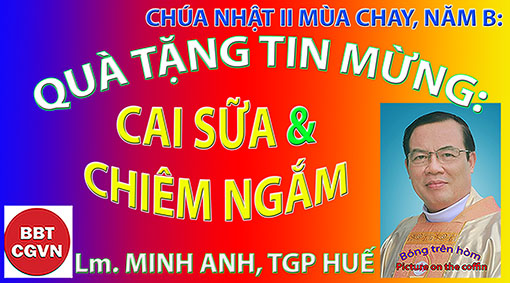 CHÚA NHẬT II MÙA CHAY, NĂM B:
QUÀ TẶNG TIN MỪNG:
CAI SỮA &
CHIÊM NGẮM
BBT
CGVN
Lm. MINH ANH, TGP HUẾ
Bóng trên hòm
Picture on the coffin